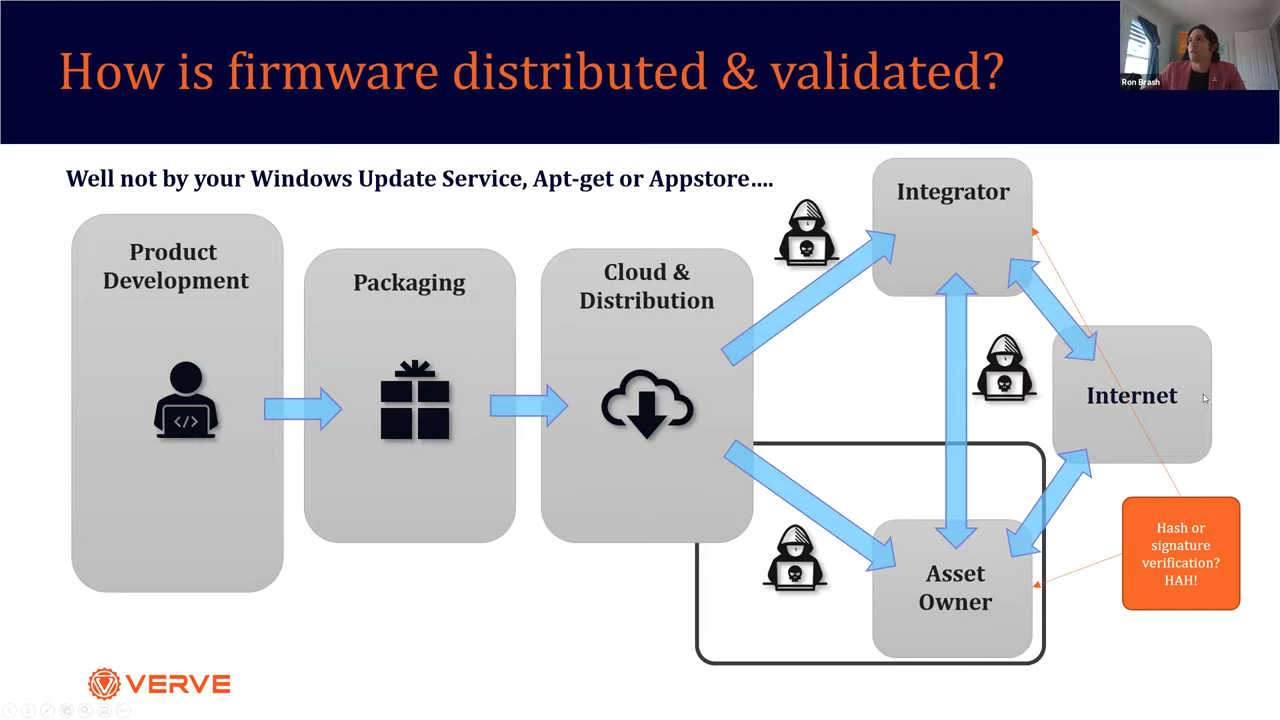 How is firmware distributed & validated?
Ron Brash
Well not by your Windows Update Service, Apt-get or Appstore....
Product
Development
Packaging
Cloud &
Distribution
Integrator
Internet
Asset
Owner
Hash or
signature
verification?
HAH!
</>
VERVE